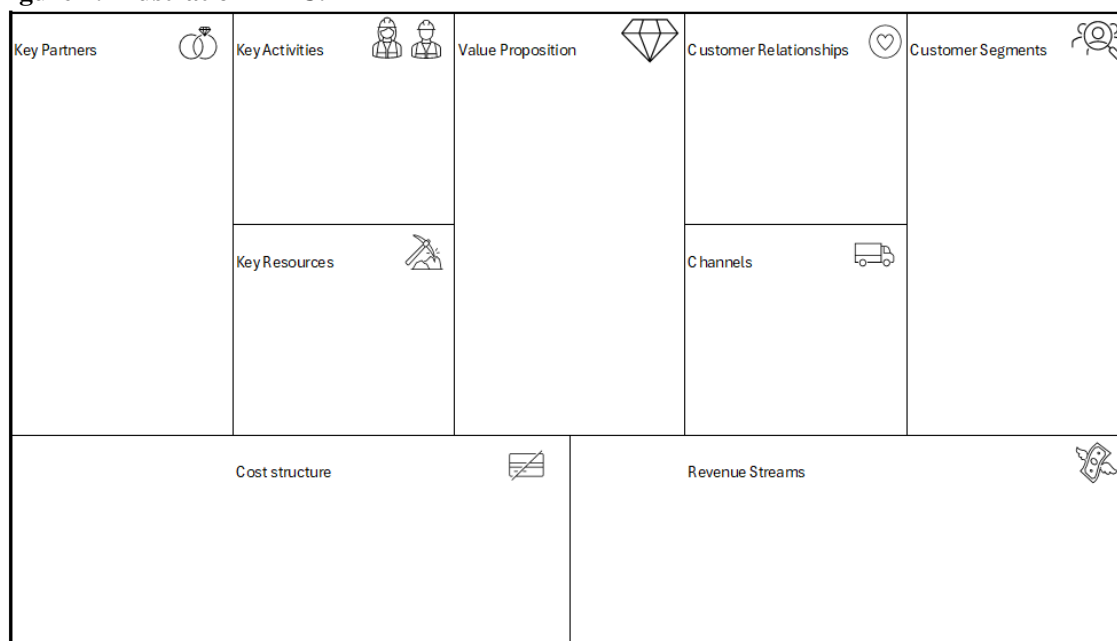 Key Partners
Key Activities
Value Proposition
Customer Relationships
Customer Segments
Key Resources
Channels
Cost structure
Revenue Streams